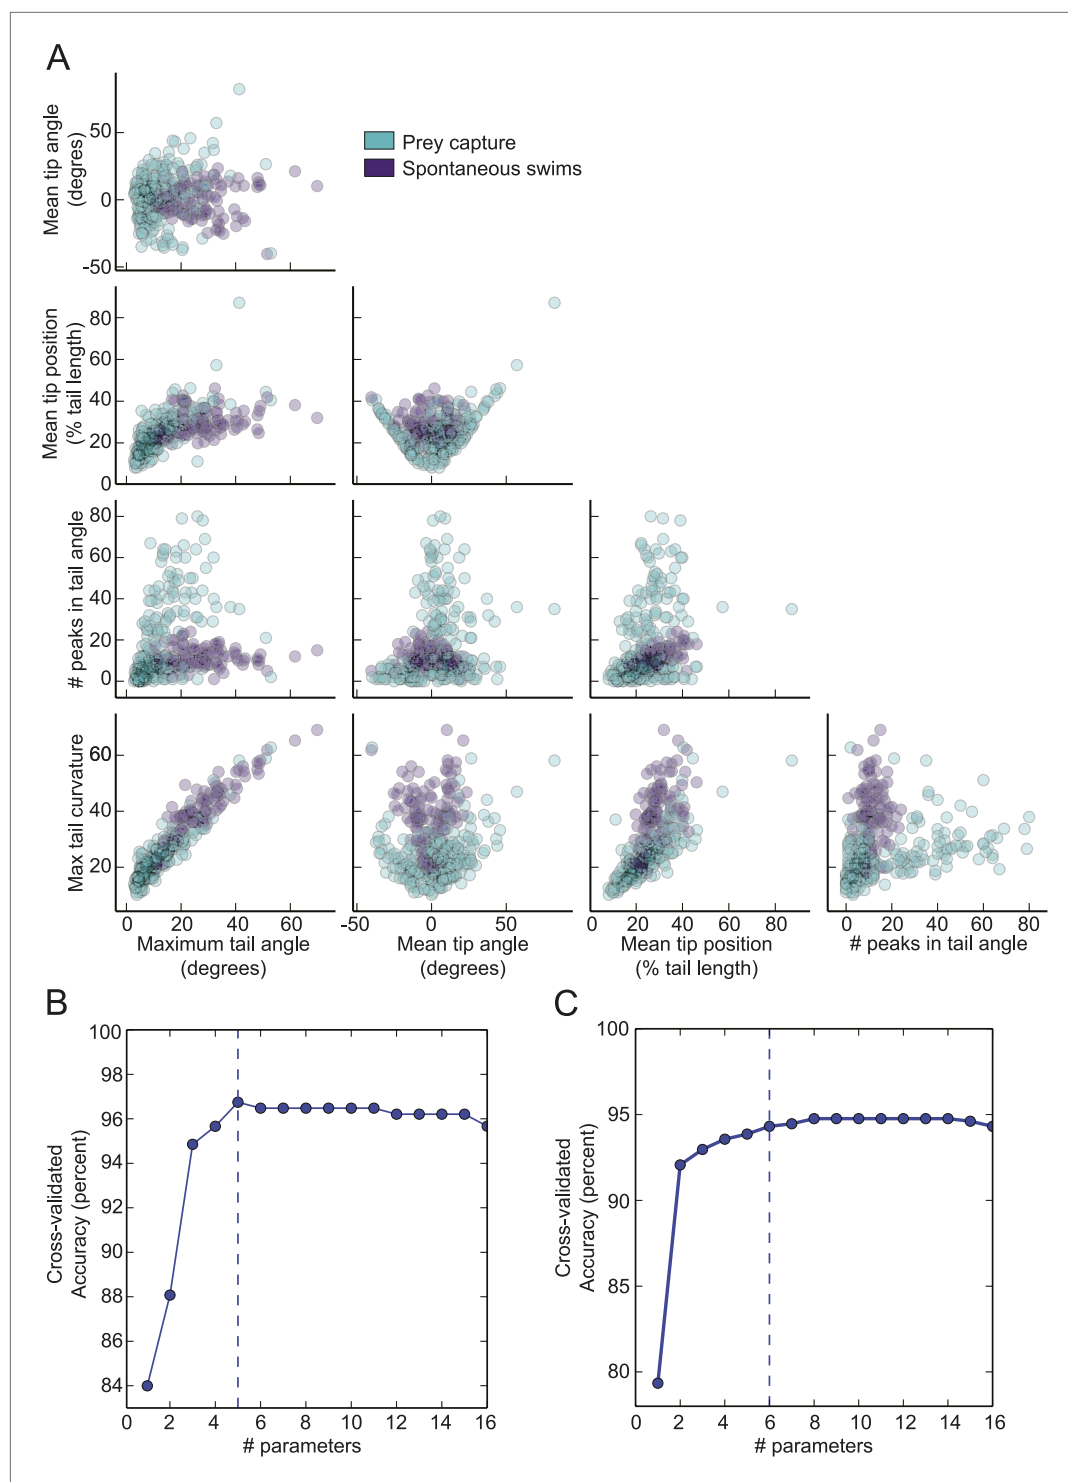 A
Mean tip angle
(degres)
50
0
-50
Prey capture
Spontaneous swims
Mean tip position
(% tail length)
80
60
40
20
0
# peaks in tail angle
80
60
40
20
0
Max tail curvature
60
40
20
0 20 40 60
Maximum tail angle
(degrees)
-50 0 50
Mean tip angle
(degrees)
0 20 40 60 80
Mean tip position
(% tail length)
0 20 40 60 80
# peaks in tail angle
B
Cross-validated
Accuracy (percent)
100
98
96
94
92
90
88
86
84
0 2 4 6 8 10 12 14 16
# parameters
C
Cross-validated
Accuracy (percent)
100
95
90
85
80
0 2 4 6 8 10 12 14 16
# parameters